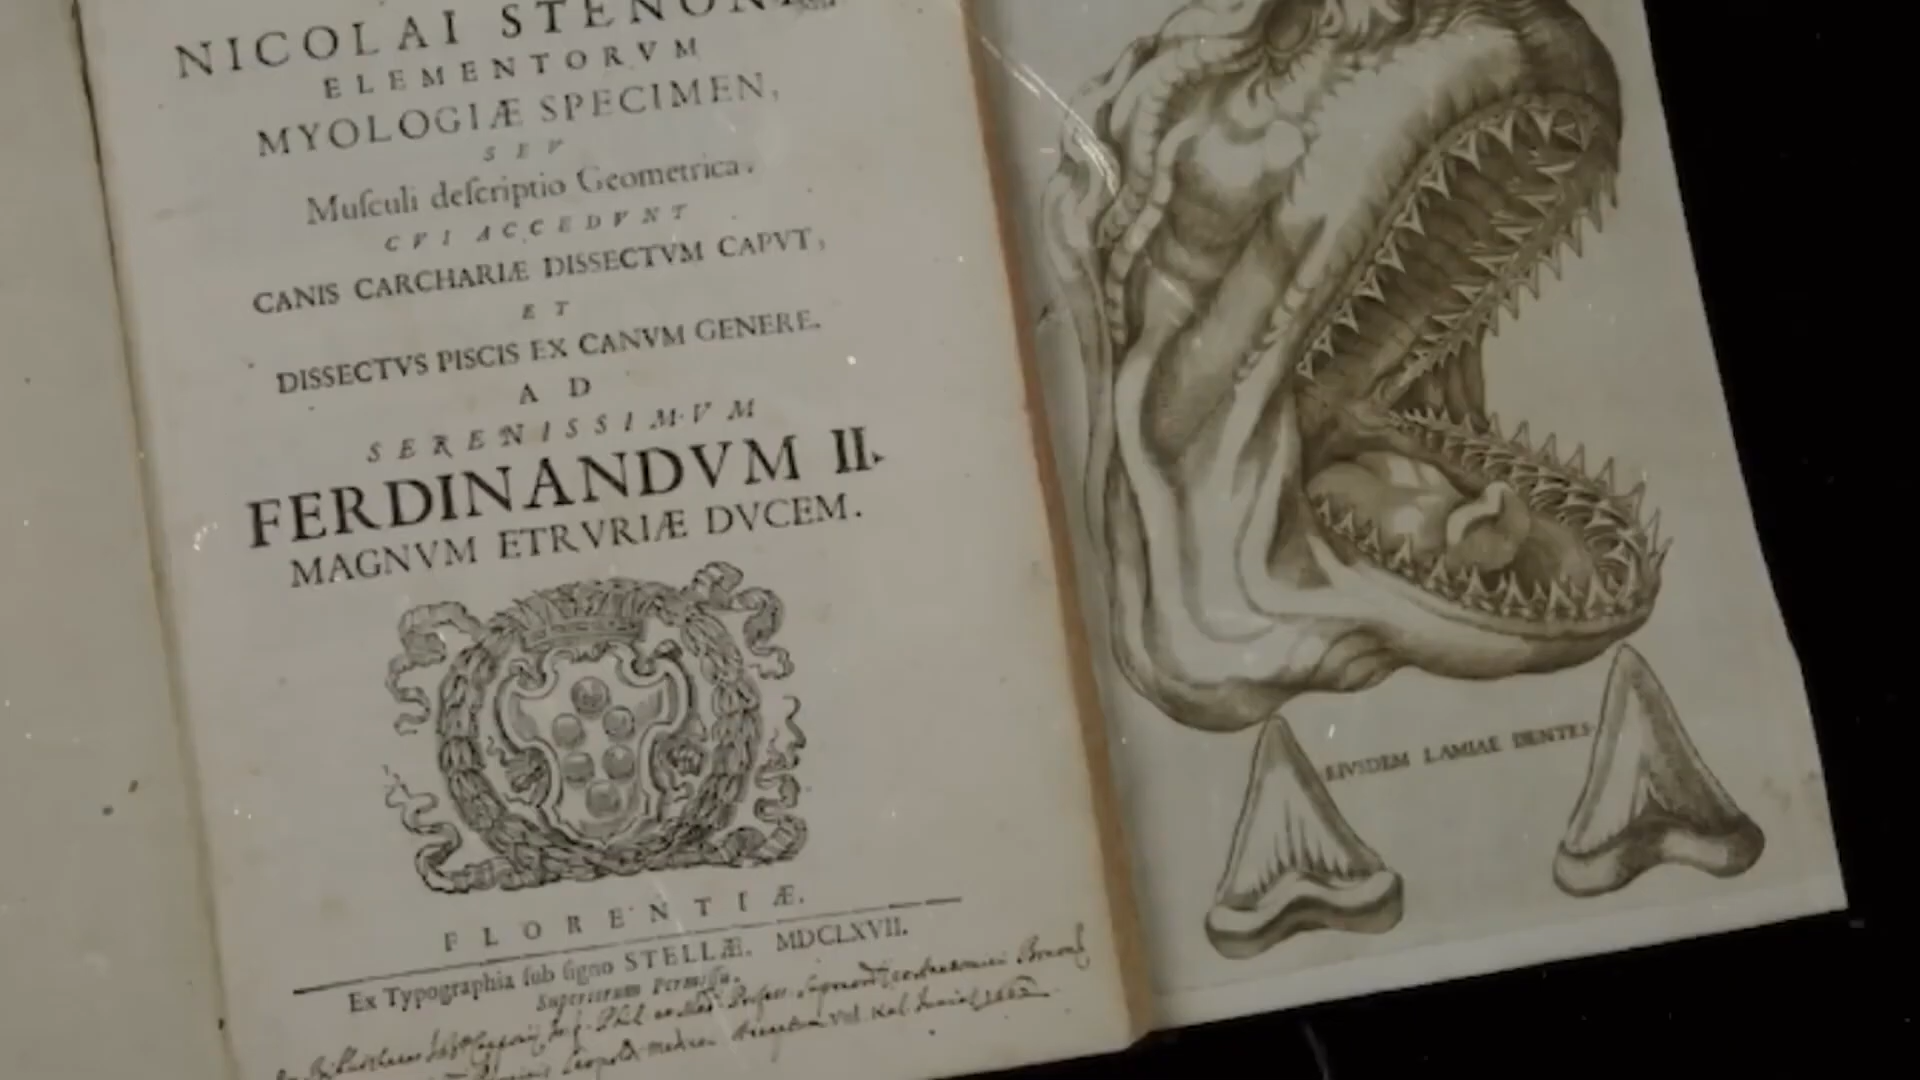 NICOLAI STENON
ELEMENTORVM
MYOLOGIÆ SPECIMEN,
SEV
Muſculi deſcriptio Geometrica.
CVI ACCEDVNT
CANIS CARCHARIÆ DISSECTVM CAPVT,
ET
DISSECTVS PISCIS EX CANVM GENERE.
AD
SERENISSIMVM
FERDINANDVM II.
MAGNVM ETRVRIÆ DVCEM.
FLORENTIÆ.
Ex Typographia ſub ſigno STELLÆ. MDCLXVII.
Superiorum Permiſſu.
EIVSDEM LAMIAE DENTES